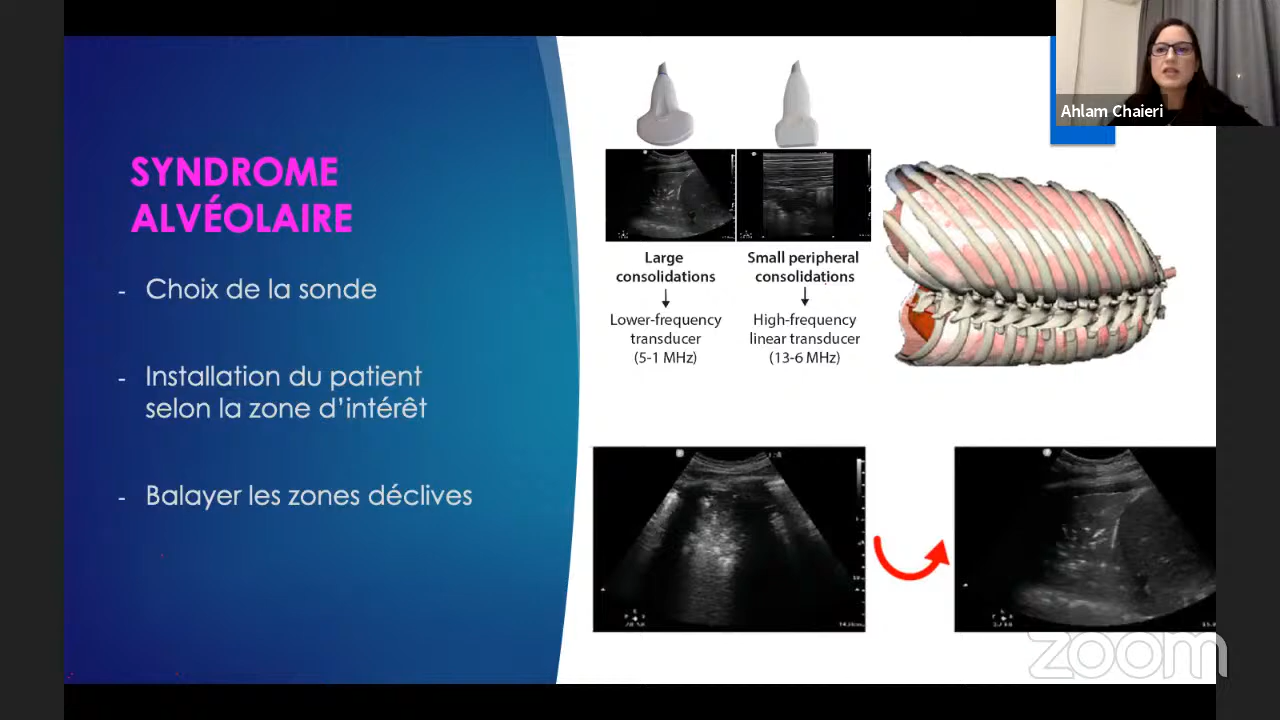 Ahlam Chaieri
SYNDROME
ALVÉOLAIRE
- Choix de la sonde
- Installation du patient
selon la zone d'intérêt
- Balayer les zones déclives
Large
consolidations
Lower-frequency
transducer
(5-1 MHz)
Small peripheral
consolidations
High-frequency
linear transducer
(13-6 MHz)
zoom